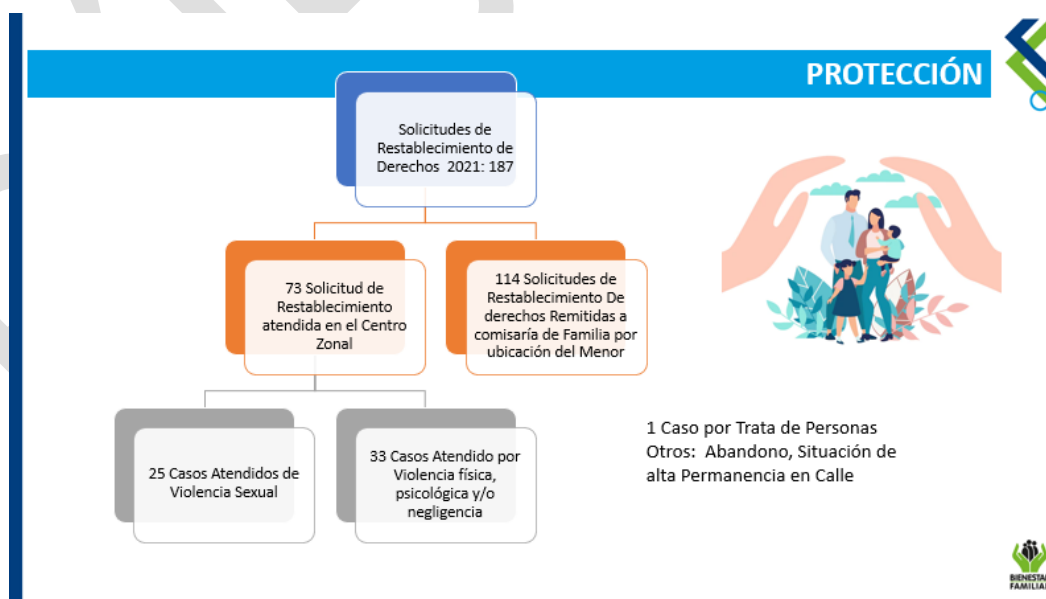 PROTECCIÓN
Solicitudes de
Restablecimiento de
Derechos 2021: 187
73 Solicitud de
Restablecimiento
atendida en el Centro
Zonal
114 Solicitudes de
Restablecimiento De
derechos Remitidas a
comisaría de Familia por
ubicación del Menor
25 Casos Atendidos de
Violencia Sexual
33 Casos Atendido por
Violencia física,
psicológica y/o
negligencia
1 Caso por Trata de Personas
Otros: Abandono, Situación de
alta Permanencia en Calle
BIENESTAR
FAMILIAR